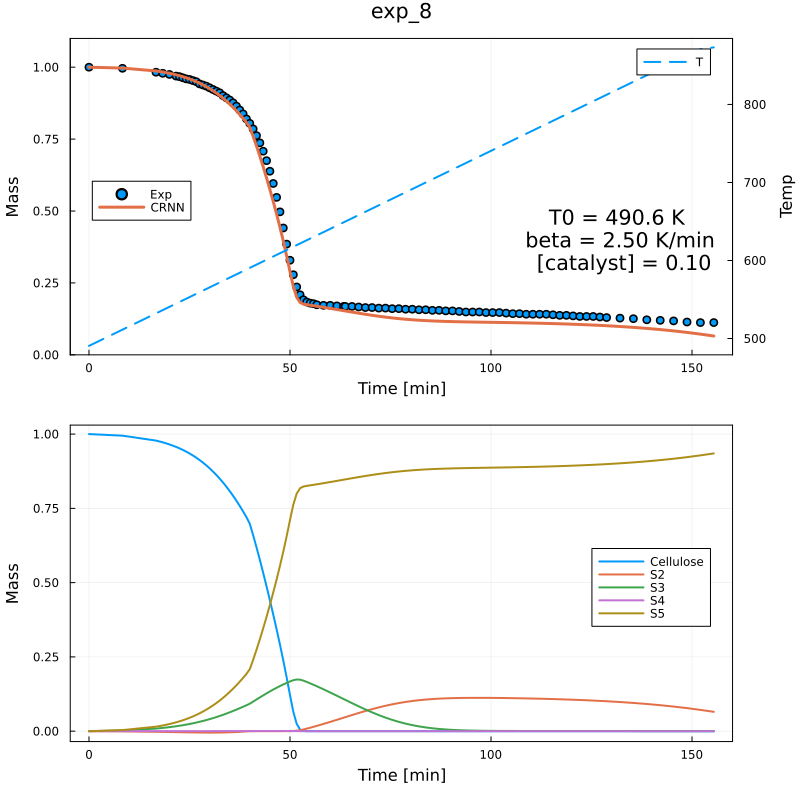 exp_8
1.00
0.75
0.50
0.25
0.00
Mass
0
50
100
150
Time [min]
800
700
600
500
Temp
T
Exp
CRNN
T0 = 490.6 K
beta = 2.50 K/min
[catalyst] = 0.10
1.00
0.75
0.50
0.25
0.00
Mass
0
50
100
150
Time [min]
Cellulose
S2
S3
S4
S5